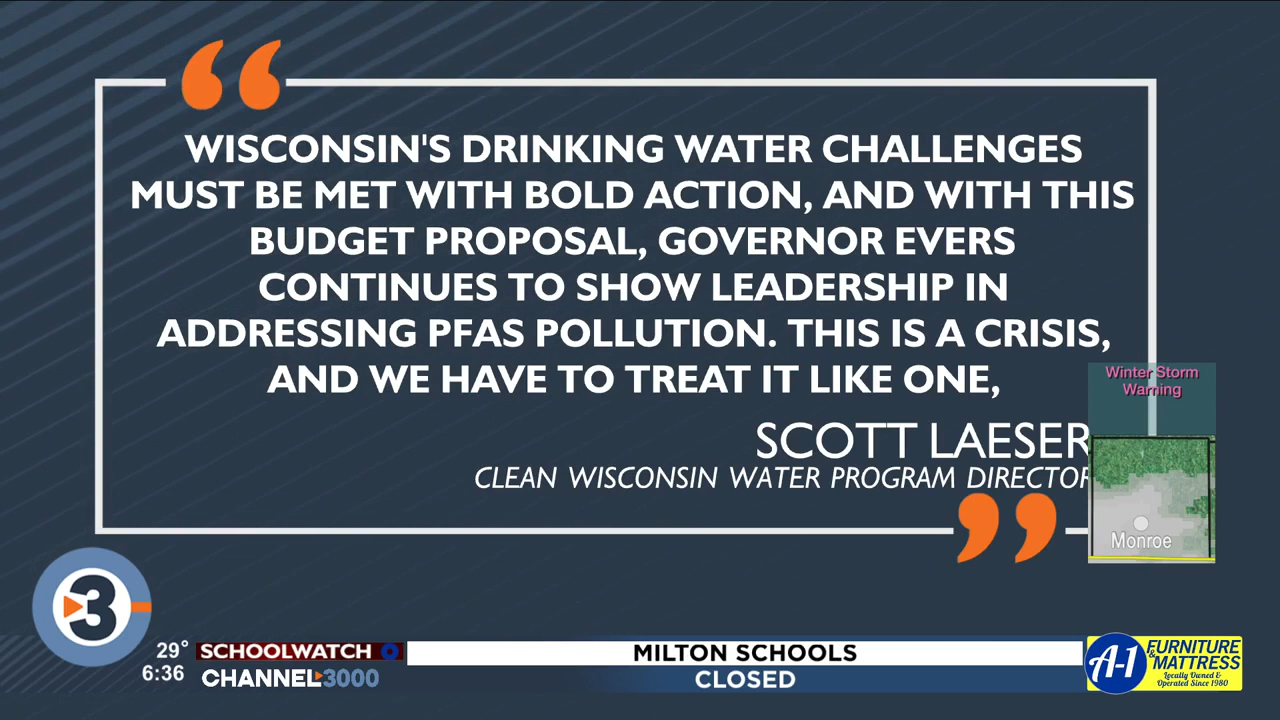 WISCONSIN'S DRINKING WATER CHALLENGES
MUST BE MET WITH BOLD ACTION, AND WITH THIS
BUDGET PROPOSAL, GOVERNOR EVERS
CONTINUES TO SHOW LEADERSHIP IN
ADDRESSING PFAS POLLUTION. THIS IS A CRISIS,
AND WE HAVE TO TREAT IT LIKE ONE,
SCOTT LAESER
CLEAN WISCONSIN WATER PROGRAM DIRECTOR
Winter Storm
Warning
Monroe
3
29°
6:36
SCHOOLWATCH
CHANNEL3000
MILTON SCHOOLS
CLOSED
A-1
FURNITURE
& MATTRESS
Locally Owned &
Operated Since 1980